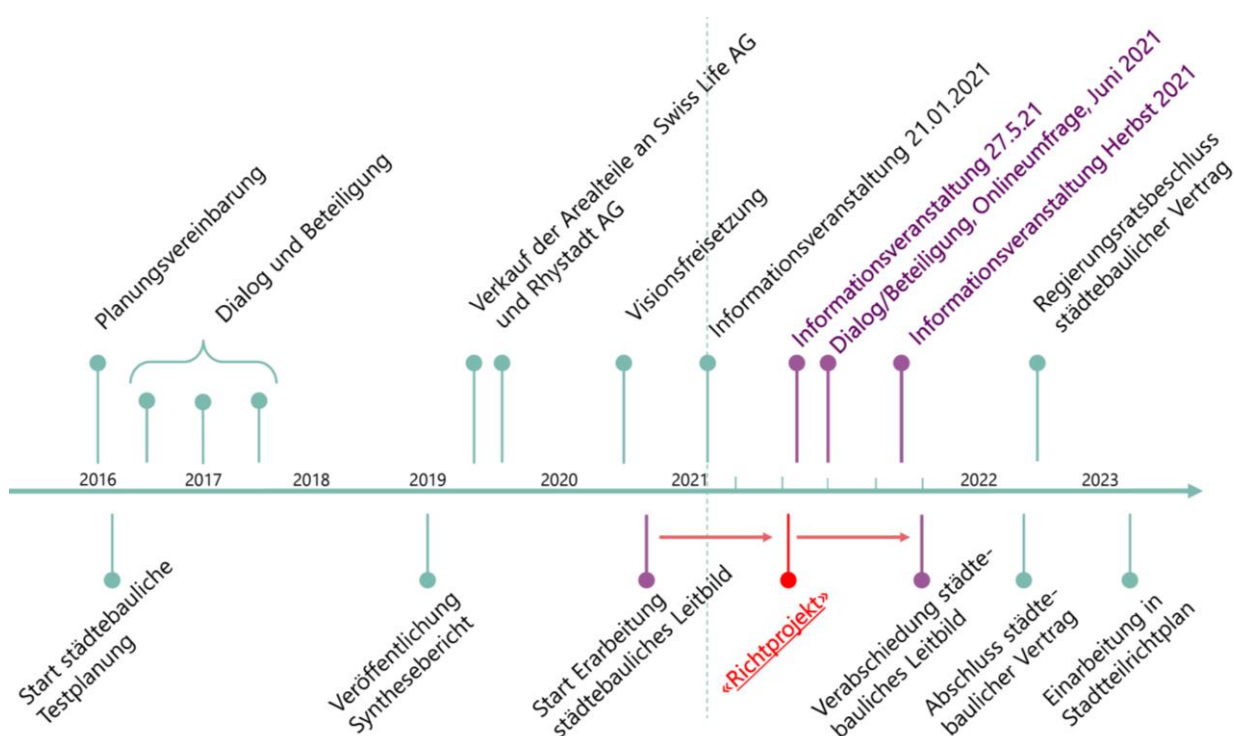 Planungsvereinbarung
Dialog und Beteiligung
Verkauf der Arealteile an Swiss Life AG
und Rhystadt AG
Visionsfreisetzung
Informationsveranstaltung 21.01.2021
Informationsveranstaltung 27.5.21
Dialog/Beteiligung, Onlineumfrage, Juni 2021
Informationsveranstaltung Herbst 2021
Regierungsratsbeschluss
städtebaulicher Vertrag
2016
2017
2018
2019
2020
2021
2022
2023
Start städtebauliche
Testplanung
Veröffentlichung
Synthesebericht
Start Erarbeitung
städtebauliches Leitbild
«Richtprojekt»
Verabschiedung städte-
bauliches Leitbild
Abschluss städte-
baulicher Vertrag
Einarbeitung in
Stadtteilrichtplan